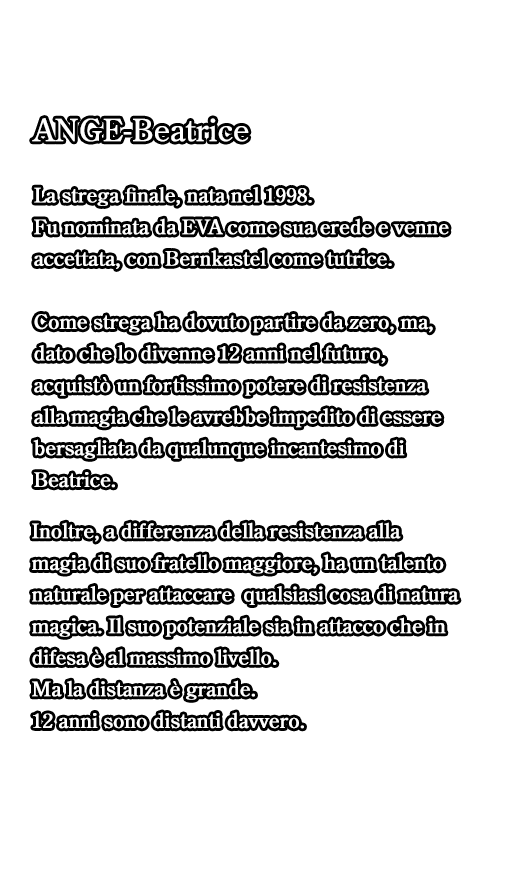 ANGE-Beatrice
La strega finale, nata nel 1998.
Fu nominata da EVA come sua erede e venne
accettata, con Bernkastel come tutrice.
Come strega ha dovuto partire da zero, ma,
dato che lo divenne 12 anni nel futuro,
acquistò un fortissimo potere di resistenza
alla magia che le avrebbe impedito di essere
bersagliata da qualunque incantesimo di
Beatrice.
Inoltre, a differenza della resistenza alla
magia di suo fratello maggiore, ha un talento
naturale per attaccare  qualsiasi cosa di natura
magica. Il suo potenziale sia in attacco che in
difesa è al massimo livello.
Ma la distanza è grande.
12 anni sono distanti davvero.